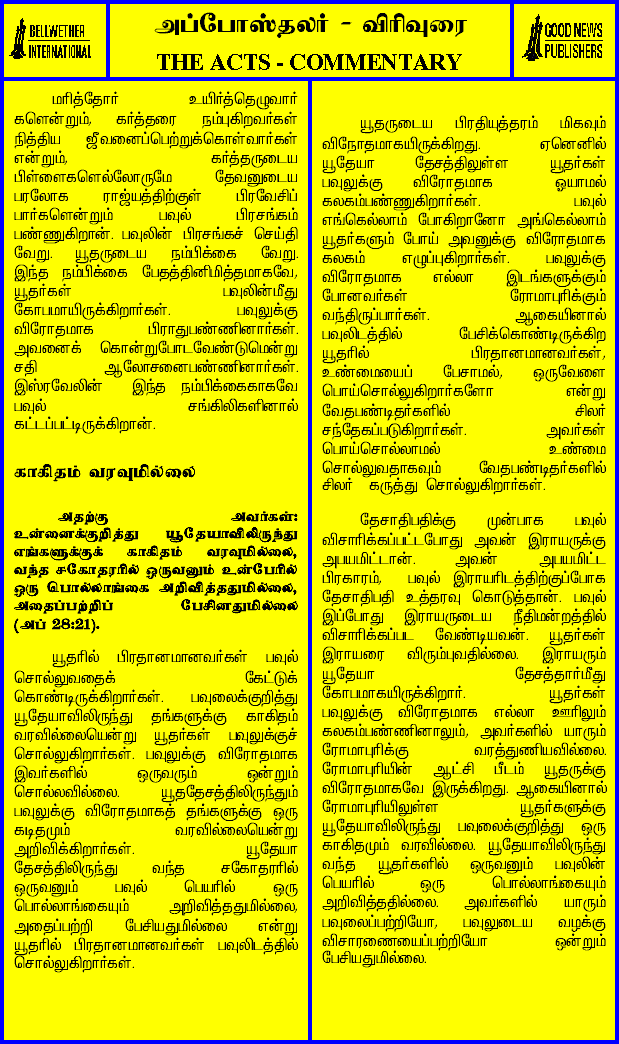 BELLWETHER
INTERNATIONAL
அப்போஸ்தலர் - விரிவுரை
THE ACTS - COMMENTARY
GOOD NEWS
PUBLISHERS
மரித்தோர் உயிர்த்தெழுவார்
களென்றும், கர்த்தரை நம்புகிறவர்கள்
நித்திய ஜீவனைப்பெற்றுக்கொள்வார்கள்
என்றும், கர்த்தருடைய
பிள்ளைகளெல்லோருமே தேவனுடைய
பரலோக ராஜ்யத்திற்குள் பிரவேசிப்
பார்களென்றும் பவுல் பிரசங்கம்
பண்ணுகிறான். பவுலின் பிரசங்கச் செய்தி
வேறு. யூதருடைய நம்பிக்கை வேறு.
இந்த நம்பிக்கை பேதத்தினிமித்தமாகவே,
யூதர்கள் பவுலின்மீது
கோபமாயிருக்கிறார்கள். பவுலுக்கு
விரோதமாக பிராதுபண்ணினார்கள்.
அவனைக் கொன்றுபோடவேண்டுமென்று
சதி ஆலோசனைபண்ணினார்கள்.
இஸ்ரவேலின் இந்த நம்பிக்கைகாகவே
பவுல் சங்கிலிகளினால்
கட்டப்பட்டிருக்கிறான்.
காகிதம் வரவுமில்லை
அதற்கு அவர்கள்:
உன்னைக்குறித்து யூதேயாவிலிருந்து
எங்களுக்குக் காகிதம் வரவுமில்லை,
வந்த சகோதரரில் ஒருவனும் உன்பேரில்
ஒரு பொல்லாங்கை அறிவித்ததுமில்லை,
அதைப்பற்றிப் பேசினதுமில்லை
(அப் 28:21).
யூதரில் பிரதானமானவர்கள் பவுல்
சொல்லுவதைக் கேட்டுக்
கொண்டிருக்கிறார்கள். பவுலைக்குறித்து
யூதேயாவிலிருந்து தங்களுக்கு காகிதம்
வரவில்லையென்று யூதர்கள் பவுலுக்குச்
சொல்லுகிறார்கள். பவுலுக்கு விரோதமாக
இவர்களில் ஒருவரும் ஒன்றும்
சொல்லவில்லை. யூததேசத்திலிருந்தும்
பவுலுக்கு விரோதமாகத் தங்களுக்கு ஒரு
கடிதமும் வரவில்லையென்று
அறிவிக்கிறார்கள். யூதேயா
தேசத்திலிருந்து வந்த சகோதரரில்
ஒருவனும் பவுல் பெயரில் ஒரு
பொல்லாங்கையும் அறிவித்ததுமில்லை,
அதைப்பற்றி பேசியதுமில்லை என்று
யூதரில் பிரதானமானவர்கள் பவுலிடத்தில்
சொல்லுகிறார்கள்.
யூதருடைய பிரதியுத்தரம் மிகவும்
விநோதமாகயிருக்கிறது. ஏனெனில்
யூதேயா தேசத்திலுள்ள யூதர்கள்
பவுலுக்கு விரோதமாக ஓயாமல்
கலகம்பண்ணுகிறார்கள். பவுல்
எங்கெல்லாம் போகிறானோ அங்கெல்லாம்
யூதர்களும் போய் அவனுக்கு விரோதமாக
கலகம் எழுப்புகிறார்கள். பவுலுக்கு
விரோதமாக எல்லா இடங்களுக்கும்
போனவர்கள் ரோமாபுரிக்கும்
வந்திருப்பார்கள். ஆகையினால்
பவுலிடத்தில் பேசிக்கொண்டிருக்கிற
யூதரில் பிரதானமானவர்கள்,
உண்மையைப் பேசாமல், ஒருவேளை
பொய்சொல்லுகிறார்களோ என்று
வேதபண்டிதர்களில் சிலர்
சந்தேகப்படுகிறார்கள். அவர்கள்
பொய்சொல்லாமல் உண்மை
சொல்லுவதாகவும் வேதபண்டிதர்களில்
சிலர் கருத்து சொல்லுகிறார்கள்.
தேசாதிபதிக்கு முன்பாக பவுல்
விசாரிக்கப்பட்டபோது அவன் இராயருக்கு
அபயமிட்டான். அவன் அபயமிட்ட
பிரகாரம், பவுல் இராயரிடத்திற்குப்போக
தேசாதிபதி உத்தரவு கொடுத்தான். பவுல்
இப்போது இராயருடைய நீதிமன்றத்தில்
விசாரிக்கப்பட வேண்டியவன். யூதர்கள்
இராயரை விரும்புவதில்லை. இராயரும்
யூதேயா தேசத்தார்மீது
கோபமாகயிருக்கிறார். யூதர்கள்
பவுலுக்கு விரோதமாக எல்லா ஊரிலும்
கலகம்பண்ணினாலும், அவர்களில் யாரும்
ரோமாபுரிக்கு வரத்துணியவில்லை.
ரோமாபுரியின் ஆட்சி பீடம் யூதருக்கு
விரோதமாகவே இருக்கிறது. ஆகையினால்
ரோமாபுரியிலுள்ள யூதர்களுக்கு
யூதேயாவிலிருந்து பவுலைக்குறித்து ஒரு
காகிதமும் வரவில்லை. யூதேயாவிலிருந்து
வந்த யூதர்களில் ஒருவனும் பவுலின்
பெயரில் ஒரு பொல்லாங்கையும்
அறிவித்ததில்லை. அவர்களில் யாரும்
பவுலைப்பற்றியோ, பவுலுடைய வழக்கு
விசாரணையைப்பற்றியோ ஒன்றும்
பேசியதுமில்லை.